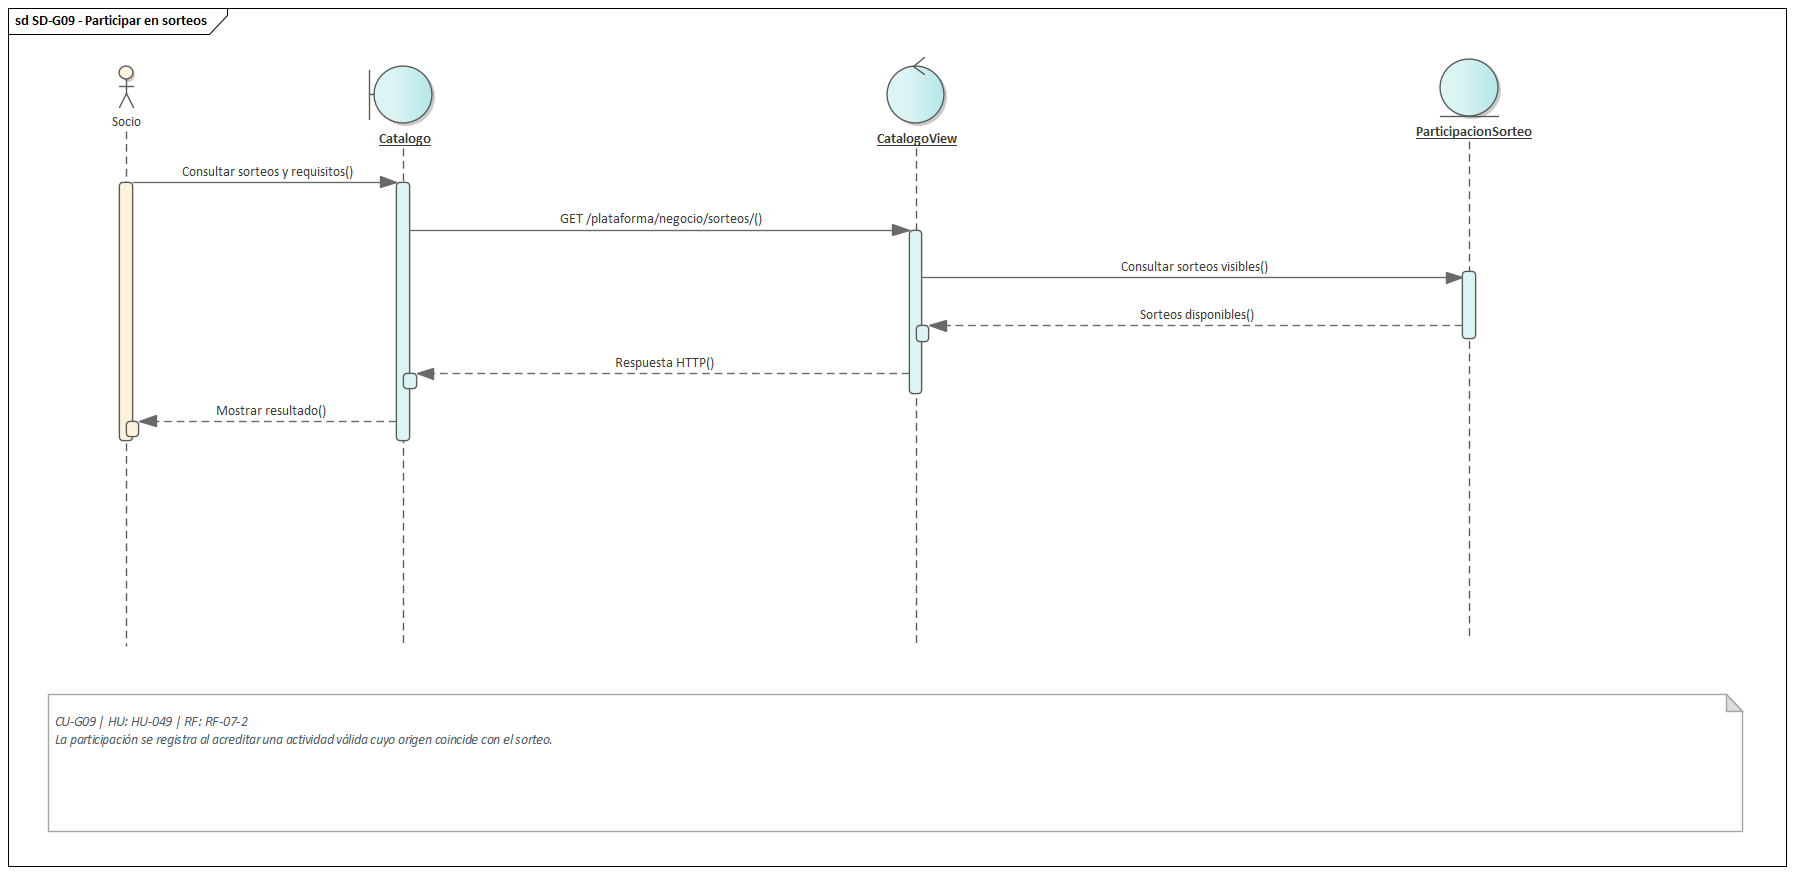 sd SD-G09 - Participar en sorteos
Socio
Catalogo
CatalogoView
ParticipacionSorteo
Consultar sorteos y requisitos()
GET /plataforma/negocio/sorteos/()
Consultar sorteos visibles()
Sorteos disponibles()
Respuesta HTTP()
Mostrar resultado()
CU-G09 | HU: HU-049 | RF: RF-07-2
La participación se registra al acreditar una actividad válida cuyo origen coincide con el sorteo.